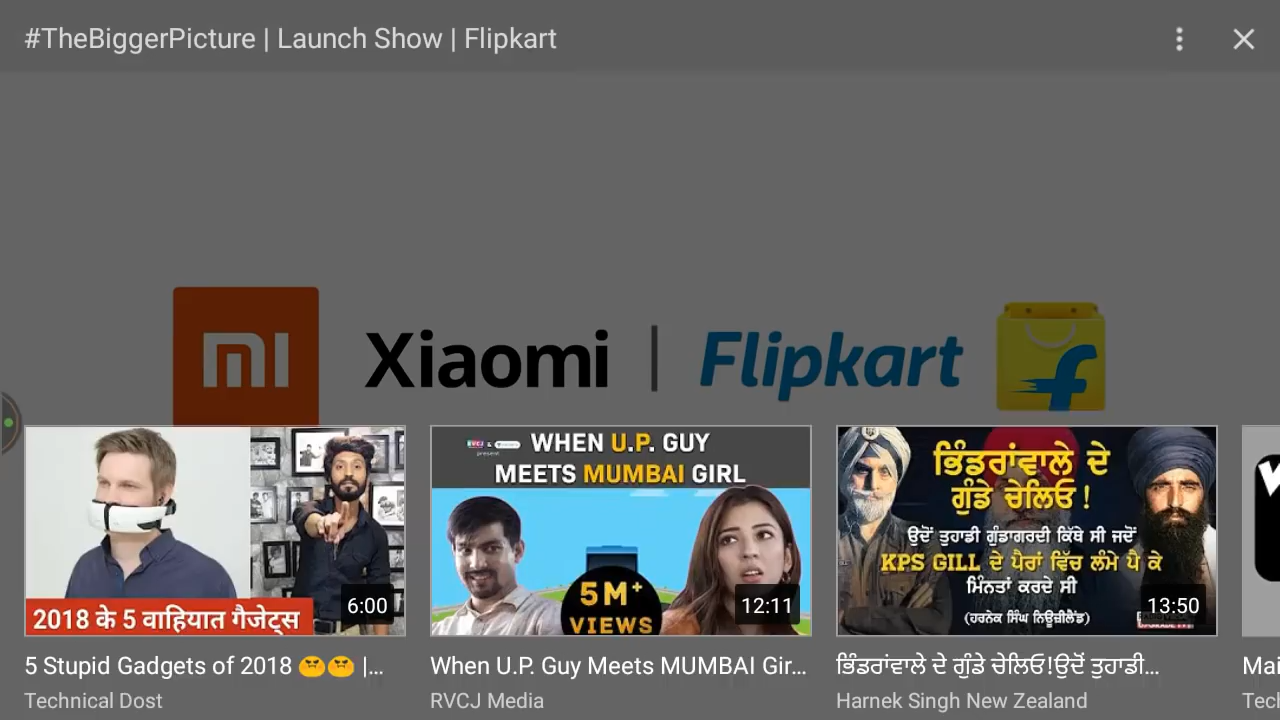 #TheBiggerPicture | Launch Show | Flipkart
Xiaomi | Flipkart
WHEN U.P. GUY
MEETS MUMBAI GIRL
5M+
VIEWS
12:11
2018 के 5 वाहियात गैजेट्स
6:00
ਭਿੰਡਰਾਂਵਾਲੇ ਦੇ
ਗੁੰਡੇ ਚੇਲਿਓ!
ਉਦੋਂ ਤੁਹਾਡੀ ਗੁੰਡਾਗਰਦੀ ਕਿੱਥੇ ਸੀ ਜਦੋਂ
KPS GILL ਦੇ ਪੈਰਾਂ ਵਿੱਚ ਲੰਮੇ ਪੈ ਕੇ
ਮਿੰਨਤਾਂ ਕਰਦੇ ਸੀ
(ਹਰਨੇਕ ਸਿੰਘ ਨਿਊਜ਼ੀਲੈਂਡ)
13:50
5 Stupid Gadgets of 2018 😠😠 |...
Technical Dost
When U.P. Guy Meets MUMBAI Gir...
RVCJ Media
ਭਿੰਡਰਾਂਵਾਲੇ ਦੇ ਗੁੰਡੇ ਚੇਲਿਓ!ਉਦੋਂ ਤੁਹਾਡੀ...
Harnek Singh New Zealand
Mai
Tecl